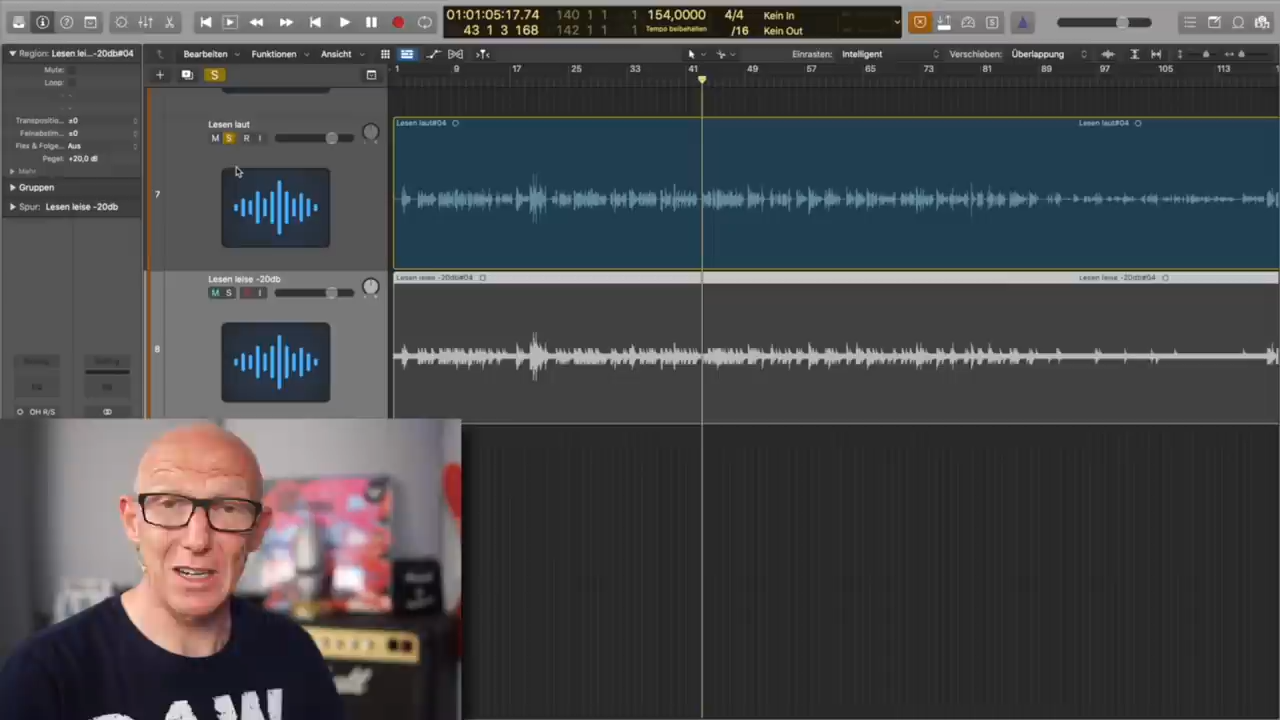 01:01:05:17.74
43 1 3 168
140 1 1 1
142 1 1
154,0000
Tempo beibehalten
4/4
/16
Kein In
Kein Out
Region: Lesen lei...-20db#04
Mute:
Loop:
Transpositio... ±0
Feinabstim... ±0
Flex & Folge... Aus
Pegel: +20,0 dB
Mehr
Gruppen
Spur: Lesen leise -20db
EQ
OH R/S
Bearbeiten
Funktionen
Ansicht
Einrasten: Intelligent
Verschieben: Überlappung
S
1 9 17 25 33 41 49 57 65 73 81 89 97 105 113
7
Lesen laut
M S R I
Lesen laut#04
Lesen laut#04
8
Lesen leise -20db
M S R I
Lesen leise -20db#04
Lesen leise -20db#04
Marshall
RAW